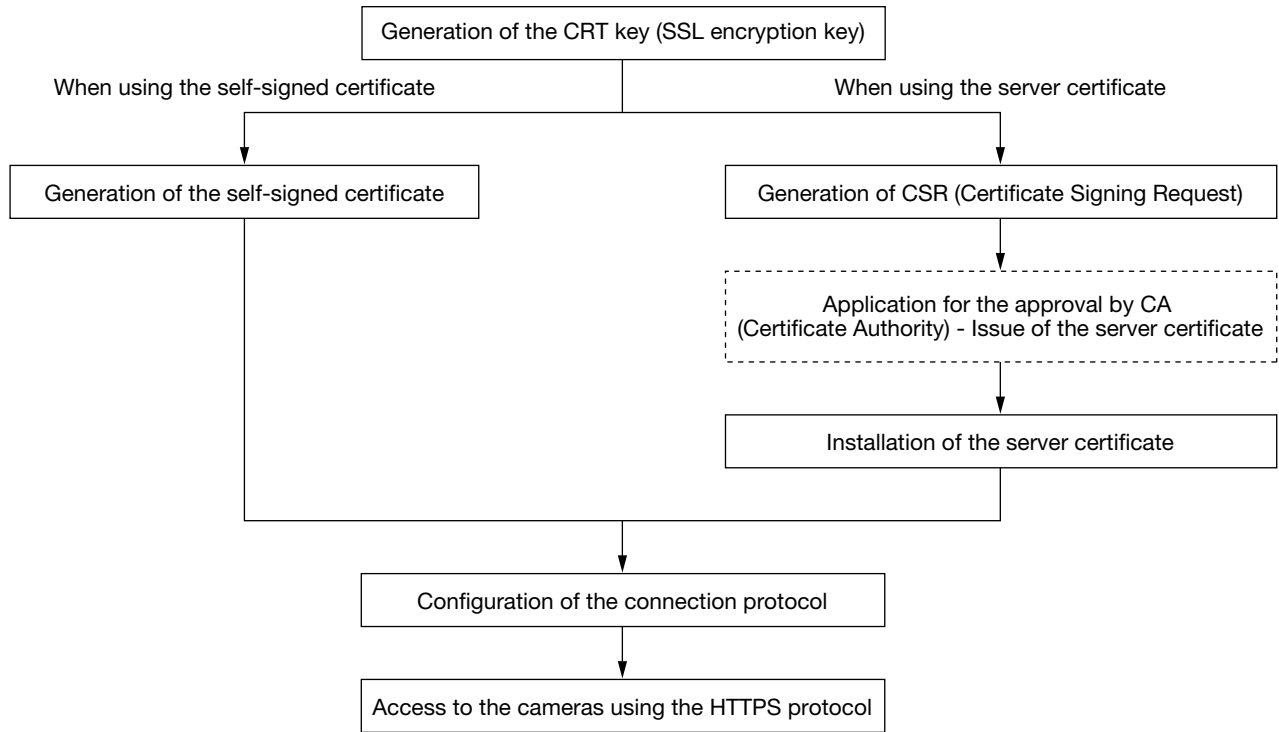 Generation of the CRT key (SSL encryption key)
When using the self-signed certificate
When using the server certificate
Generation of the self-signed certificate
Generation of CSR (Certificate Signing Request)
Application for the approval by CA
(Certificate Authority) - Issue of the server certificate
Installation of the server certificate
Configuration of the connection protocol
Access to the cameras using the HTTPS protocol